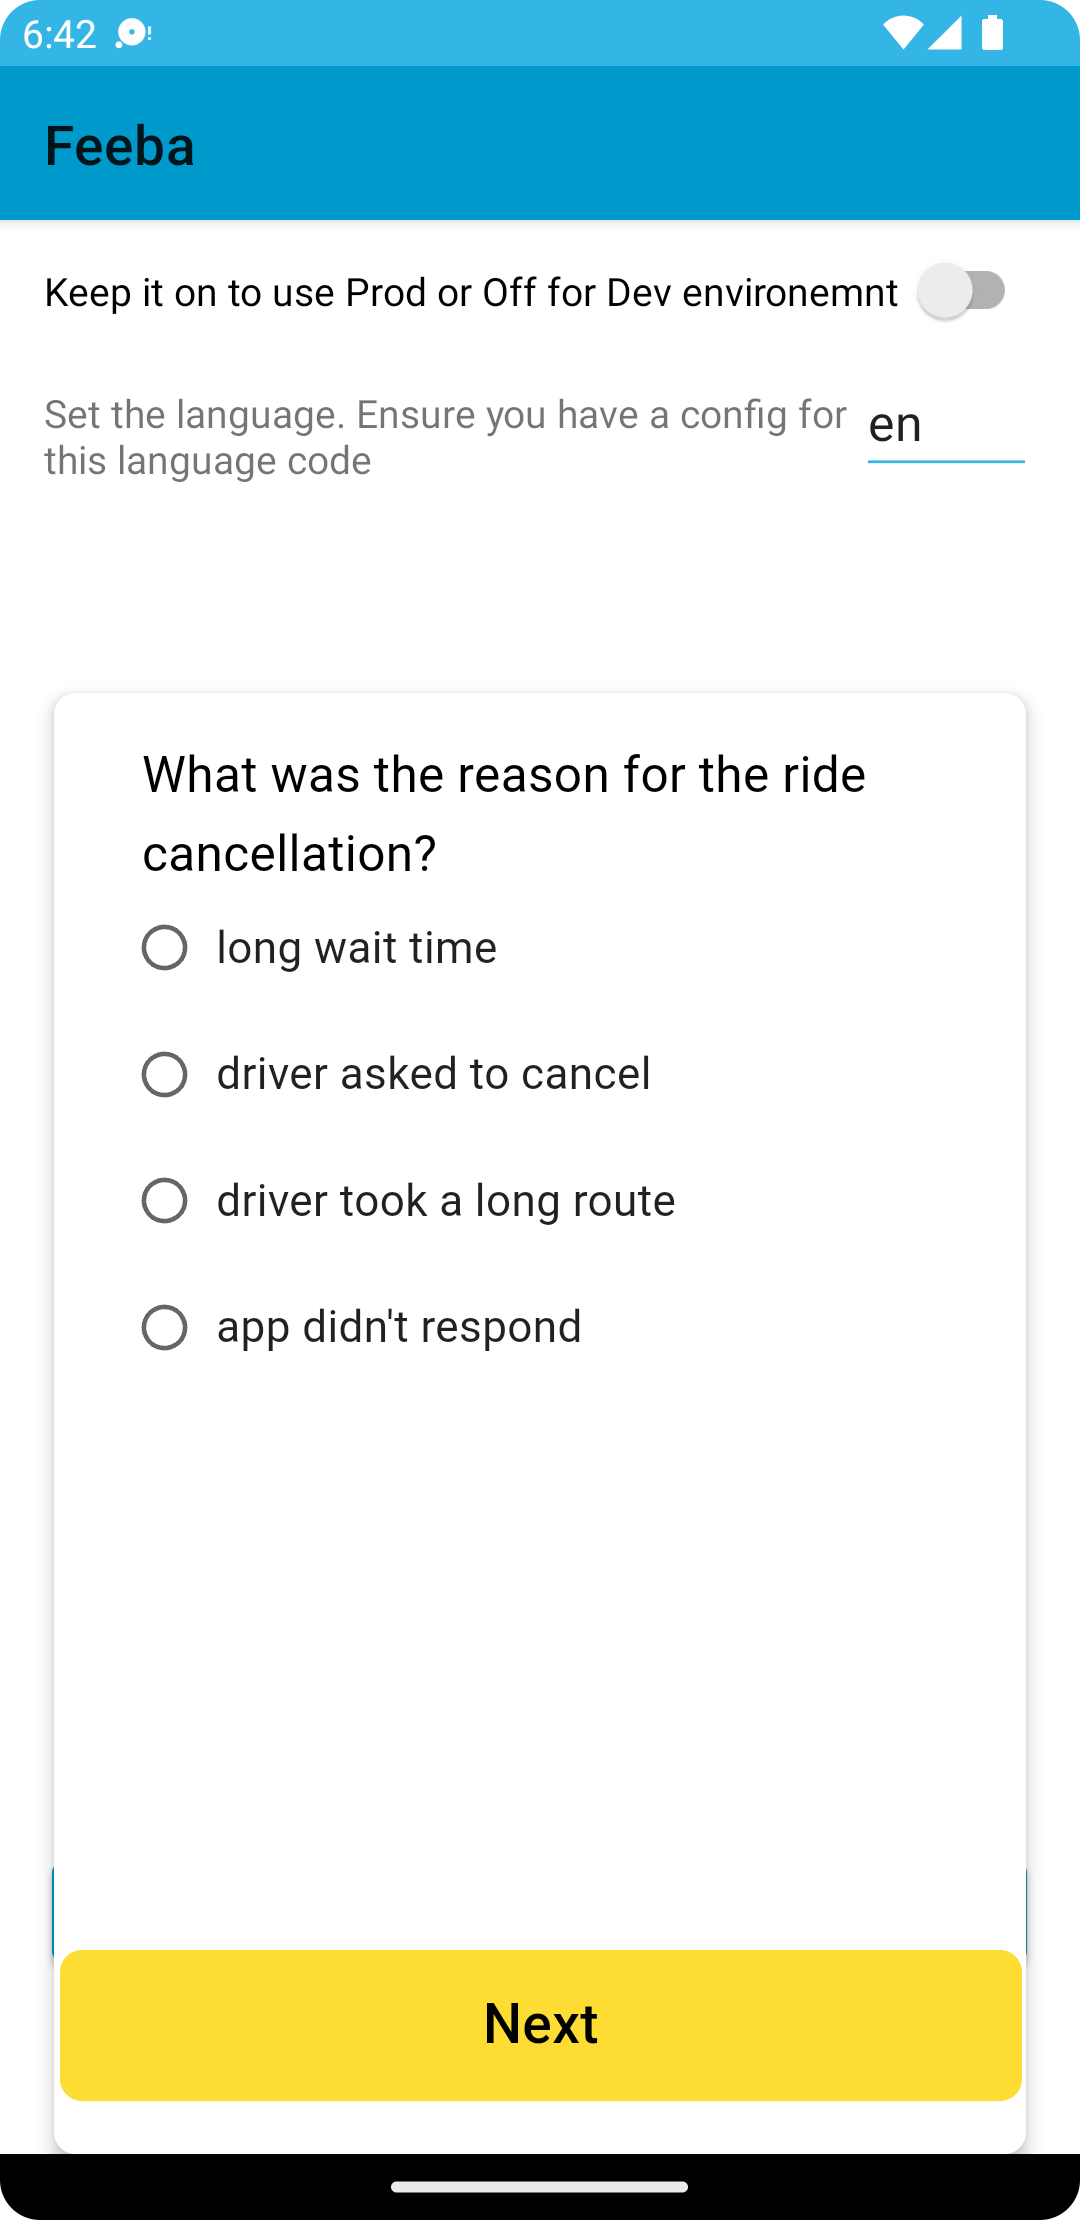 6:42
Feeba
Keep it on to use Prod or Off for Dev environemnt
Set the language. Ensure you have a config for
this language code
en
What was the reason for the ride
cancellation?
long wait time
driver asked to cancel
driver took a long route
app didn't respond
Next